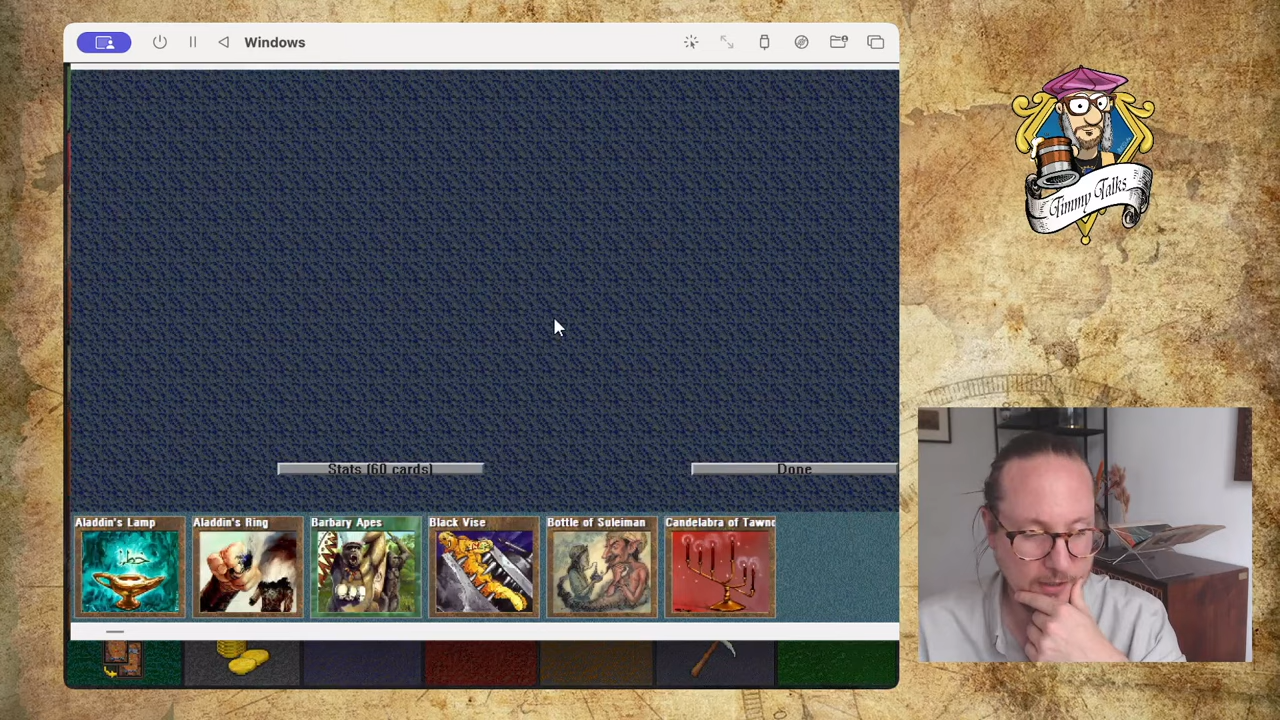 Windows
Timmy Talks
Stats (60 cards)
Done
Aladdin's Lamp
Aladdin's Ring
Barbary Apes
Black Vise
Bottle of Suleiman
Candelabra of Tawno